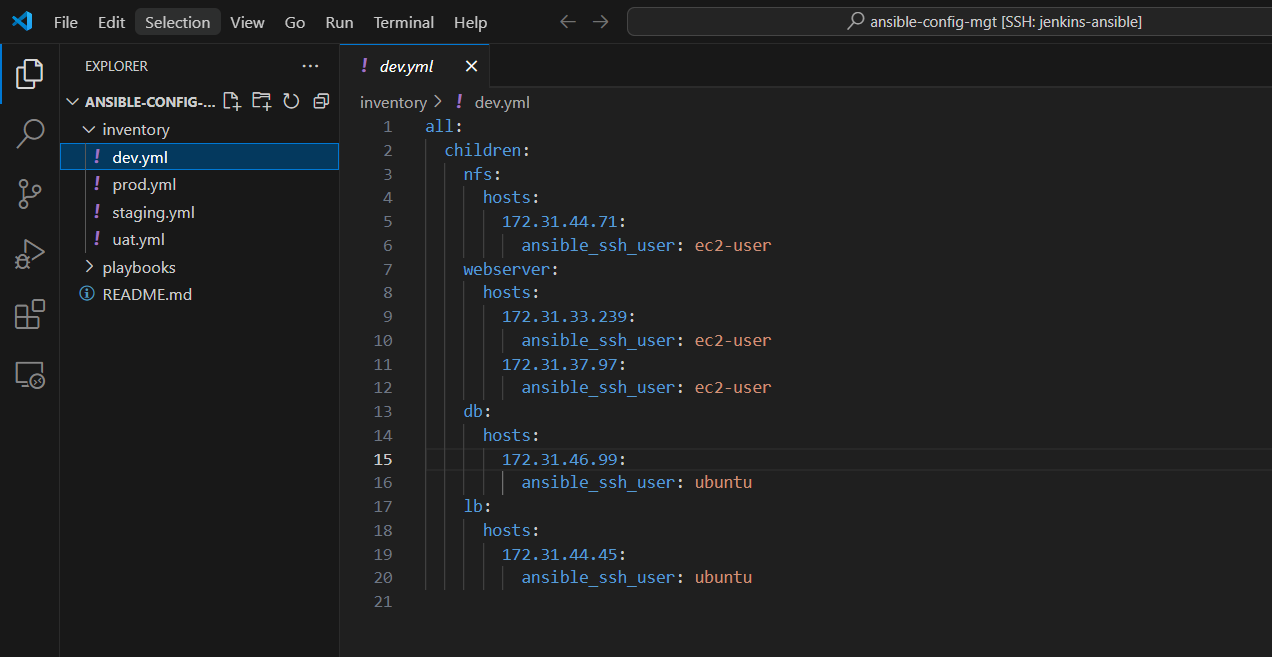 File Edit Selection View Go Run Terminal Help
ansible-config-mgt [SSH: jenkins-ansible]
EXPLORER
ANSIBLE-CONFIG-...
inventory
! dev.yml
! prod.yml
! staging.yml
! uat.yml
playbooks
README.md
! dev.yml
inventory > ! dev.yml
1 all:
2   children:
3     nfs:
4       hosts:
5         172.31.44.71:
6           ansible_ssh_user: ec2-user
7     webserver:
8       hosts:
9         172.31.33.239:
10           ansible_ssh_user: ec2-user
11         172.31.37.97:
12           ansible_ssh_user: ec2-user
13     db:
14       hosts:
15         172.31.46.99:
16           ansible_ssh_user: ubuntu
17     lb:
18       hosts:
19         172.31.44.45:
20           ansible_ssh_user: ubuntu
21